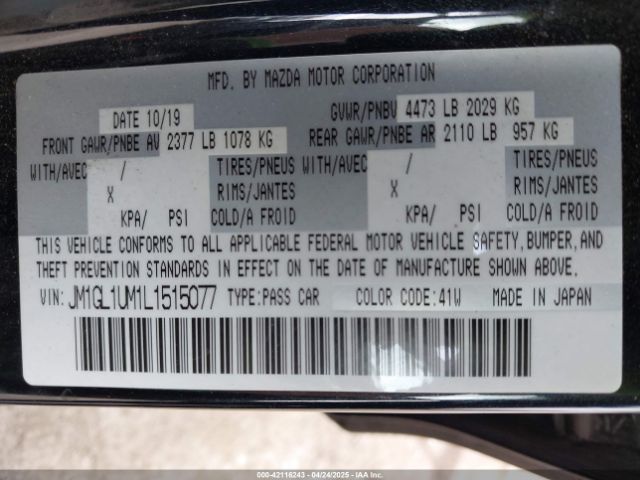 MFD. BY MAZDA MOTOR CORPORATION
DATE 10/19 GVWR/PNBV 4473 LB 2029 KG
FRONT GAWR/PNBE AV 2377 LB 1078 KG REAR GAWR/PNBE AR 2110 LB 957 KG
WITH/AVEC / TIRES/PNEUS WITH/AVEC / TIRES/PNEUS
X RIMS/JANTES X RIMS/JANTES
KPA/ PSI COLD/A FROID KPA/ PSI COLD/A FROID
THIS VEHICLE CONFORMS TO ALL APPLICABLE FEDERAL MOTOR VEHICLE SAFETY,BUMPER,AND
THEFT PREVENTION STANDARDS IN EFFECT ON THE DATE OF MANUFACTURE SHOWN ABOVE.
VIN: JM1GL1UM1L1515077 TYPE:PASS CAR COLOR CODE:41W MADE IN JAPAN
000-42116243 - 04/24/2025 - IAA Inc.